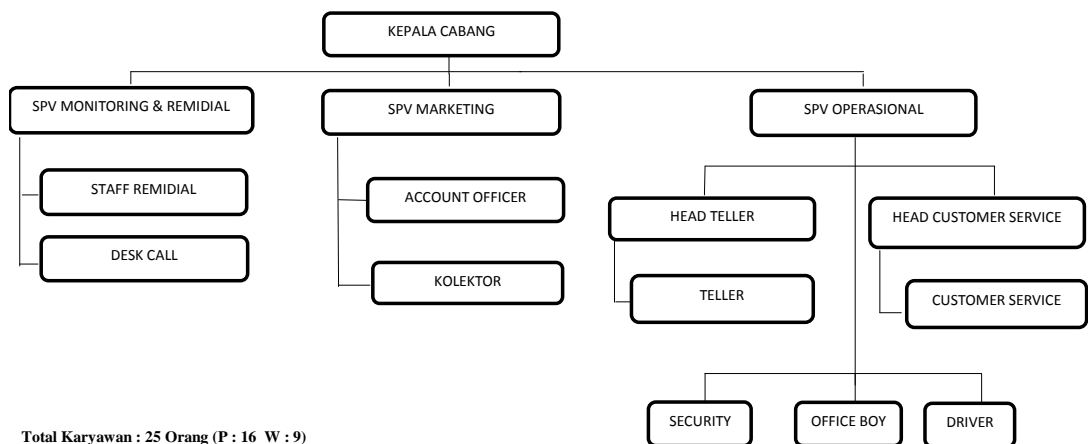 KEPALA CABANG
SPV MONITORING & REMIDIAL
SPV MARKETING
SPV OPERASIONAL
STAFF REMIDIAL
ACCOUNT OFFICER
HEAD TELLER
HEAD CUSTOMER SERVICE
DESK CALL
KOLEKTOR
TELLER
CUSTOMER SERVICE
SECURITY
OFFICE BOY
DRIVER
Total Karyawan : 25 Orang (P : 16 W : 9)